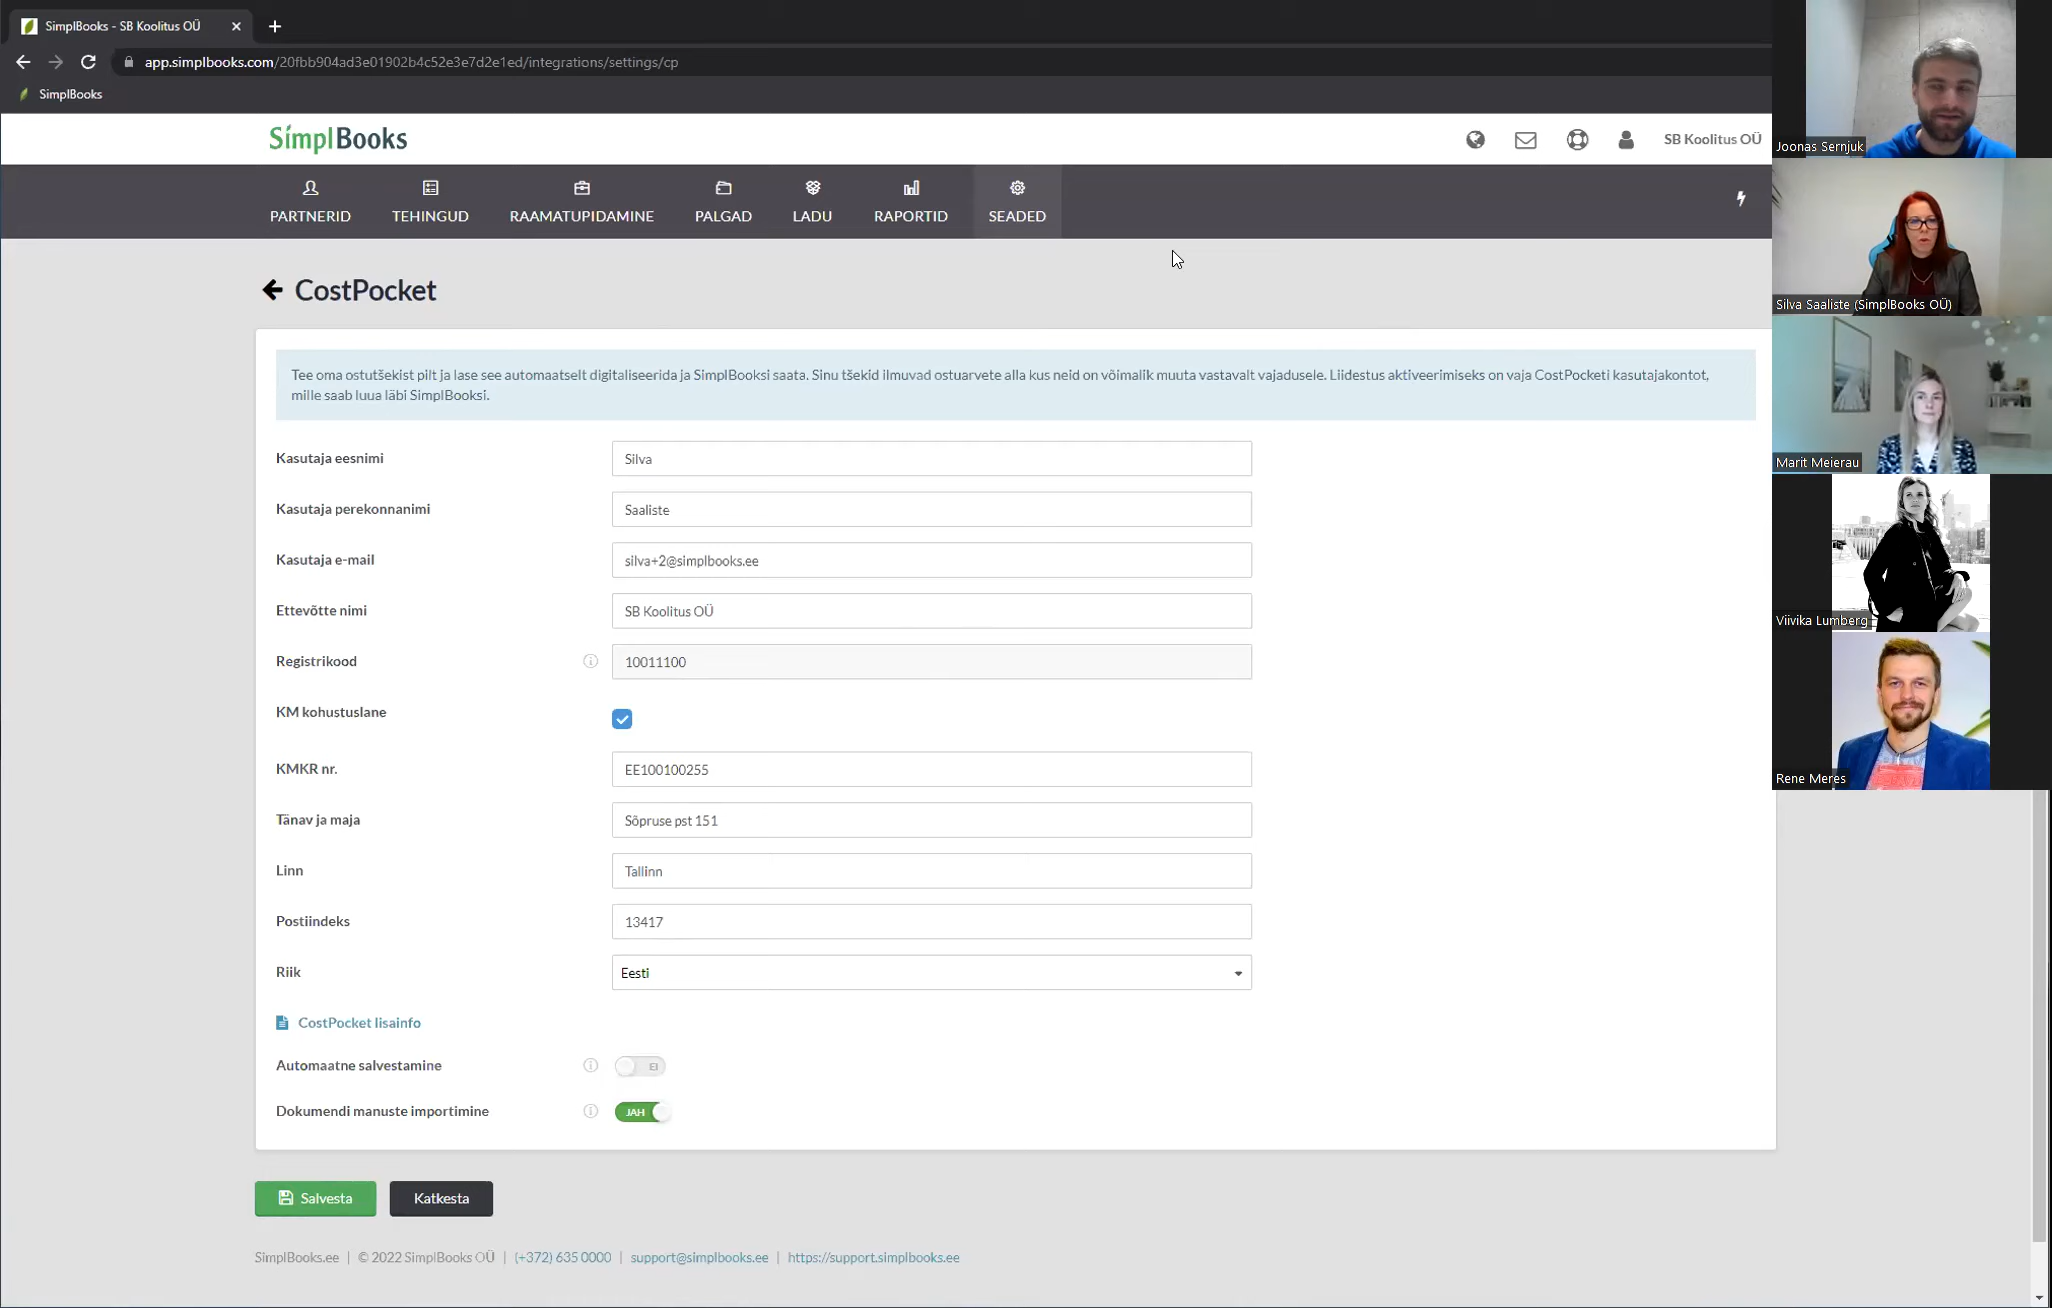 SimplBooks - SB Koolitus OÜ
app.simplbooks.com/20fbb904ad3e01902b4c52e3e7d2e1ed/integrations/settings/cp
SimplBooks
SimplBooks
SB Koolitus OÜ
PARTNERID
TEHINGUD
RAAMATUPIDAMINE
PALGAD
LADU
RAPORTID
SEADED
CostPocket
Tee oma ostutšekist pilt ja lase see automaatselt digitaliseerida ja SimplBooksi saata. Sinu tšekid ilmuvad ostuarvete alla kus neid on võimalik muuta vastavalt vajadusele. Liidestus aktiveerimiseks on vaja CostPocketi kasutajakontot,
mille saab luua läbi SimplBooksi.
Kasutaja eesnimi
Silva
Kasutaja perekonnanimi
Saaliste
Kasutaja e-mail
silva+2@simplbooks.ee
Ettevõtte nimi
SB Koolitus OÜ
Registrikood
10011100
KM kohustuslane
KMKR nr.
EE100100255
Tänav ja maja
Sõpruse pst 151
Linn
Tallinn
Postiindeks
13417
Riik
Eesti
CostPocket lisainfo
Automaatne salvestamine
EI
Dokumendi manuste importimine
JAH
Salvesta
Katkesta
SimplBooks.ee | © 2022 SimplBooks OÜ | (+372) 635 0000 | support@simplbooks.ee | https://support.simplbooks.ee
Joonas Sernjuk
Silva Saaliste (SimplBooks OÜ)
Marit Meierau
Viivika Lumberg
Rene Meres